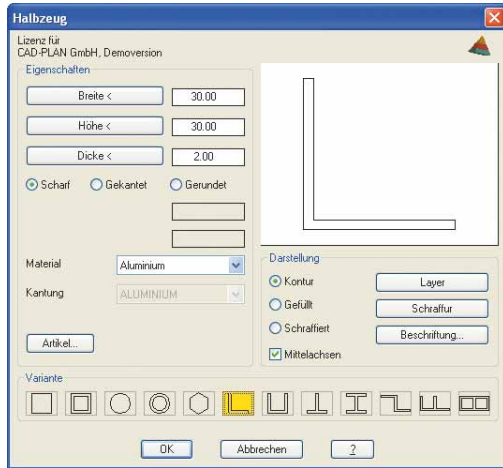 Halbzeug
Lizenz für
CAD-PLAN GmbH, Demoversion
Eigenschaften
Breite < 30.00
Höhe < 30.00
Dicke < 2.00
Scharf Gekantet Gerundet
Material Aluminium
Kantung ALUMINIUM
Artikel...
Darstellung
Kontur Layer
Gefüllt Schraffur
Schraffiert Beschriftung...
Mittelachsen
Variante
OK Abbrechen ?